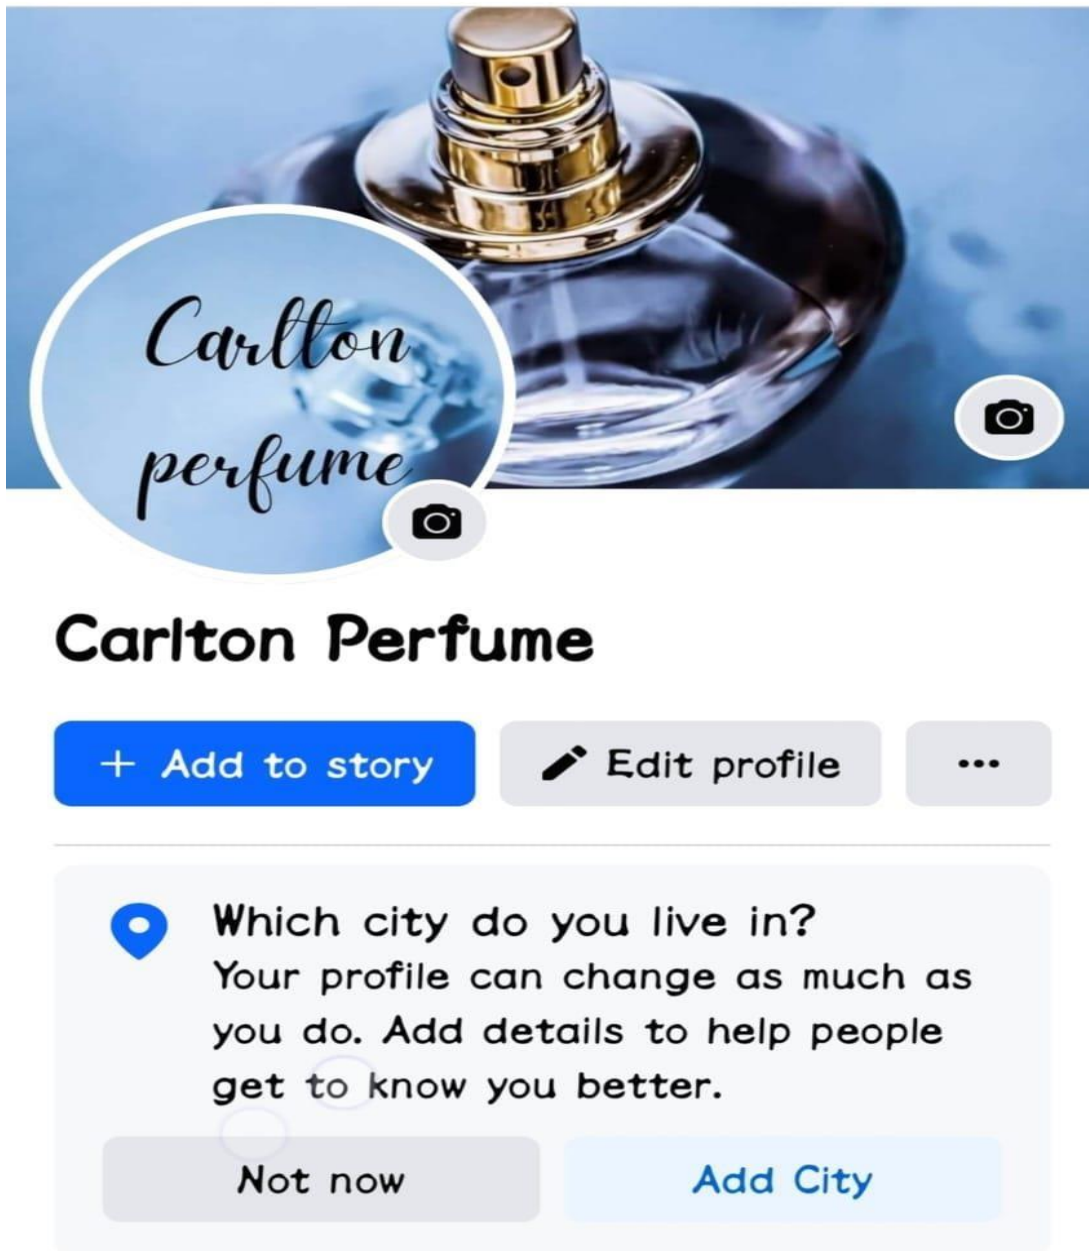 Carlton
perfume
Carlton Perfume
+ Add to story
Edit profile
...
Which city do you live in?
Your profile can change as much as
you do. Add details to help people
get to know you better.
Not now
Add City